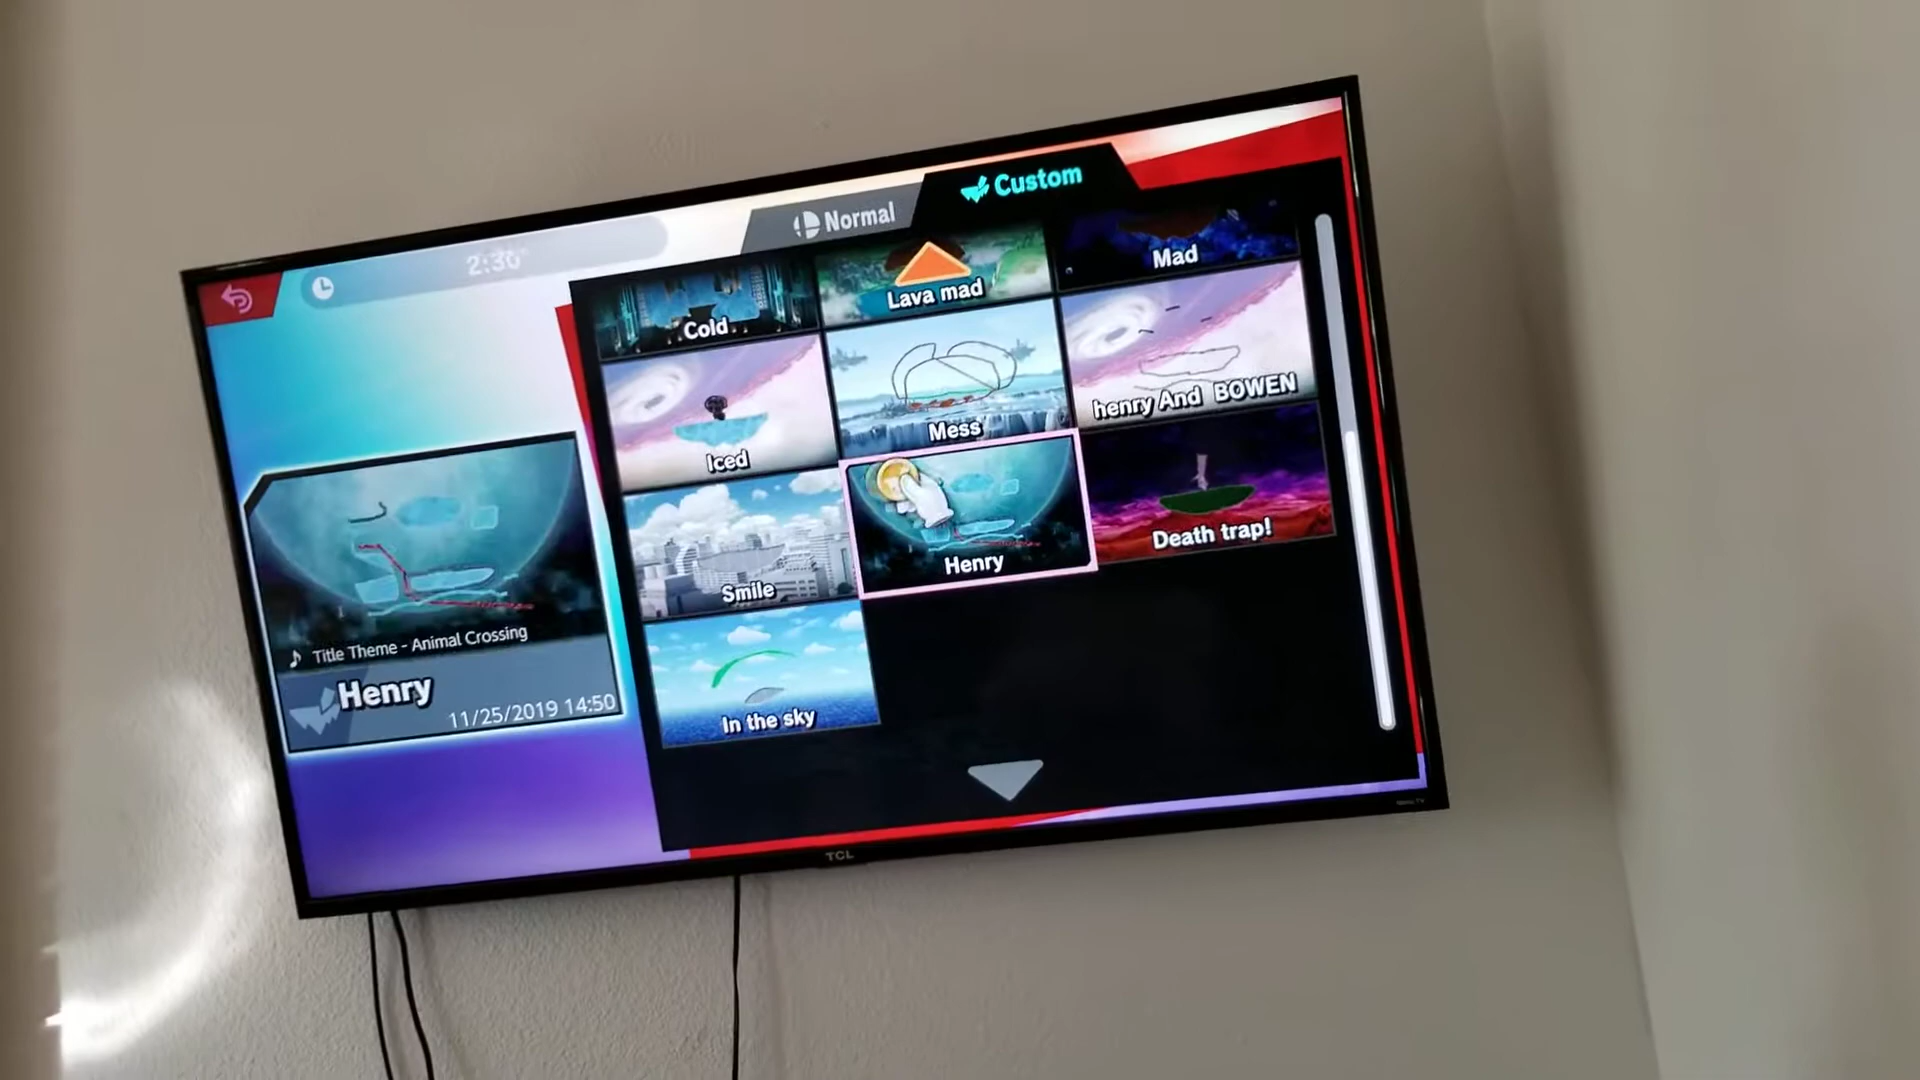 2:30
Normal
Custom
Cold
Lava mad
Mad
Iced
Mess
henry And BOWEN
Smile
Henry
Death trap!
In the sky
Title Theme - Animal Crossing
Henry
11/25/2019 14:50
TCL